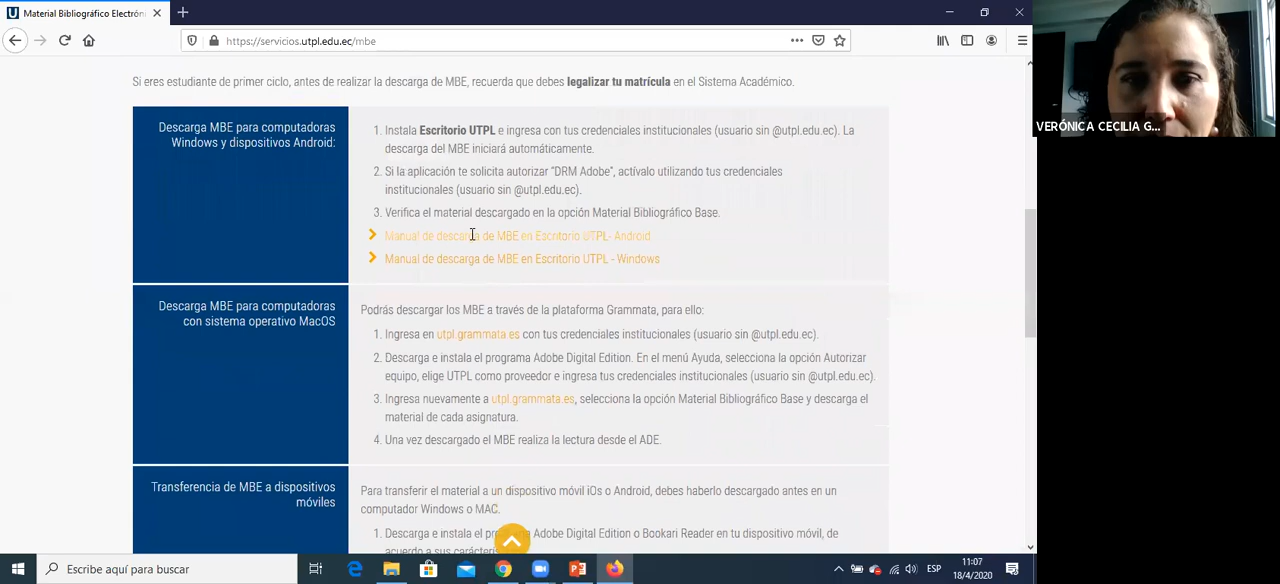 Material Bibliográfico Electrón
https://servicios.utpl.edu.ec/mbe
VERÓNICA CECILIA G...
Si eres estudiante de primer ciclo, antes de realizar la descarga de MBE, recuerda que debes legalizar tu matrícula en el Sistema Académico.
Descarga MBE para computadoras
Windows y dispositivos Android:
1. Instala Escritorio UTPL e ingresa con tus credenciales institucionales (usuario sin @utpl.edu.ec). La
descarga del MBE iniciará automáticamente.
2. Si la aplicación te solicita autorizar "DRM Adobe", actívalo utilizando tus credenciales
institucionales (usuario sin @utpl.edu.ec).
3. Verifica el material descargado en la opción Material Bibliográfico Base.
Manual de descarga de MBE en Escritorio UTPL- Android
Manual de descarga de MBE en Escritorio UTPL - Windows
Descarga MBE para computadoras
con sistema operativo MacOS
Podrás descargar los MBE a través de la plataforma Grammata, para ello:
1. Ingresa en utpl.grammata.es con tus credenciales institucionales (usuario sin @utpl.edu.ec).
2. Descarga e instala el programa Adobe Digital Edition. En el menú Ayuda, selecciona la opción Autorizar
equipo, elige UTPL como proveedor e ingresa tus credenciales institucionales (usuario sin @utpl.edu.ec).
3. Ingresa nuevamente a utpl.grammata.es, selecciona la opción Material Bibliográfico Base y descarga el
material de cada asignatura.
4. Una vez descargado el MBE realiza la lectura desde el ADE.
Transferencia de MBE a dispositivos
móviles
Para transferir el material a un dispositivo móvil iOs o Android, debes haberlo descargado antes en un
computador Windows o MAC.
1. Descarga e instala el programa Adobe Digital Edition o Bookari Reader en tu dispositivo móvil, de
acuerdo a sus
Escribe aquí para buscar
ESP
11:07
18/4/2020